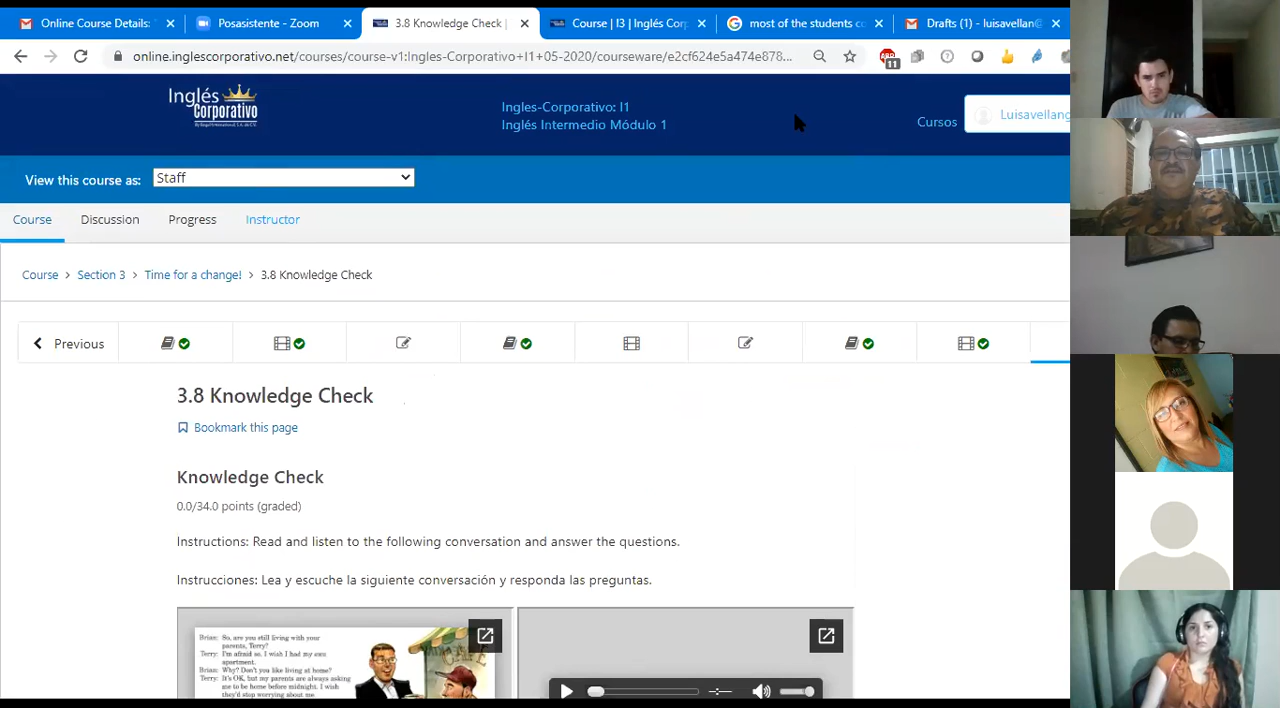 Online Course Details:
Posasistente - Zoom
3.8 Knowledge Check |
Course | I3 | Inglés Cor
most of the students c
Drafts (1) - luisavellan
online.inglescorporativo.net/courses/course-v1:Ingles-Corporativo+I1+05-2020/courseware/e2cf624e5a474e878...
11
Inglés
Corporativo
Ingles-Corporativo: I1
Inglés Intermedio Módulo 1
Cursos
Luisavellang
View this course as:
Staff
Course
Discussion
Progress
Instructor
Course > Section 3 > Time for a change! > 3.8 Knowledge Check
Previous
3.8 Knowledge Check
Bookmark this page
Knowledge Check
0.0/34.0 points (graded)
Instructions: Read and listen to the following conversation and answer the questions.
Instrucciones: Lea y escuche la siguiente conversación y responda las preguntas.
Brian: So, are you still living with your
parents, Terry?
Terry: I'm afraid so. I wish I had my own
apartment.
Brian: Why? Don't you like living at home?
Terry: It's OK, but my parents are always asking
me to be home before midnight. I wish
they'd stop worrying about me